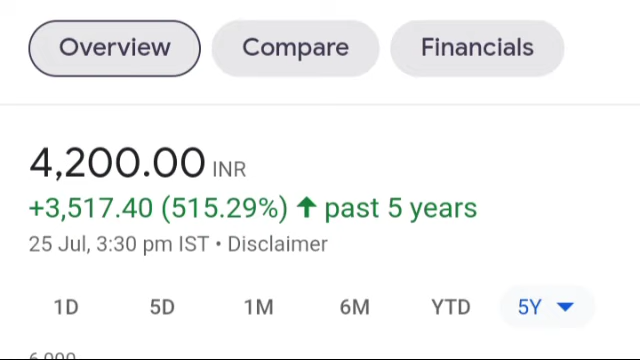 Overview Compare Financials
4,200.00 INR
+3,517.40 (515.29%) ↑ past 5 years
25 Jul, 3:30 pm IST • Disclaimer
1D 5D 1M 6M YTD 5Y